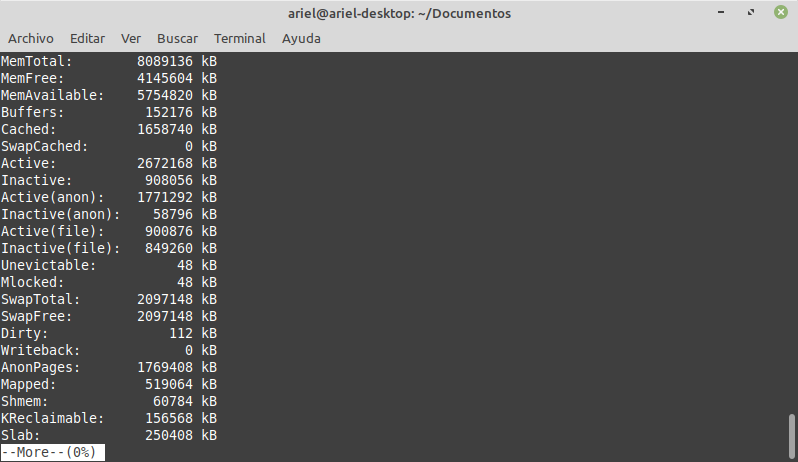 ariel@ariel-desktop: ~/Documentos
Archivo Editar Ver Buscar Terminal Ayuda
MemTotal:        8089136 kB
MemFree:         4145604 kB
MemAvailable:    5754820 kB
Buffers:          152176 kB
Cached:          1658740 kB
SwapCached:            0 kB
Active:          2672168 kB
Inactive:         908056 kB
Active(anon):    1771292 kB
Inactive(anon):    58796 kB
Active(file):     900876 kB
Inactive(file):   849260 kB
Unevictable:          48 kB
Mlocked:              48 kB
SwapTotal:       2097148 kB
SwapFree:        2097148 kB
Dirty:               112 kB
Writeback:             0 kB
AnonPages:       1769408 kB
Mapped:           519064 kB
Shmem:             60784 kB
KReclaimable:     156568 kB
Slab:             250408 kB
--More--(0%)